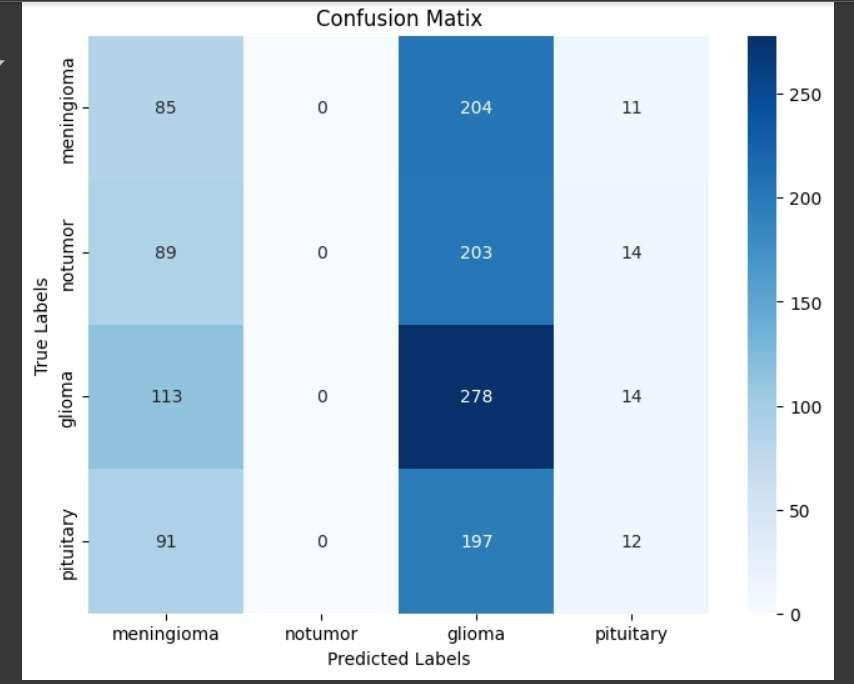 Confusion Matix
True Labels
meningioma 85 0 204 11
notumor 89 0 203 14
glioma 113 0 278 14
pituitary 91 0 197 12
meningioma notumor glioma pituitary
Predicted Labels
250
200
150
100
50
0